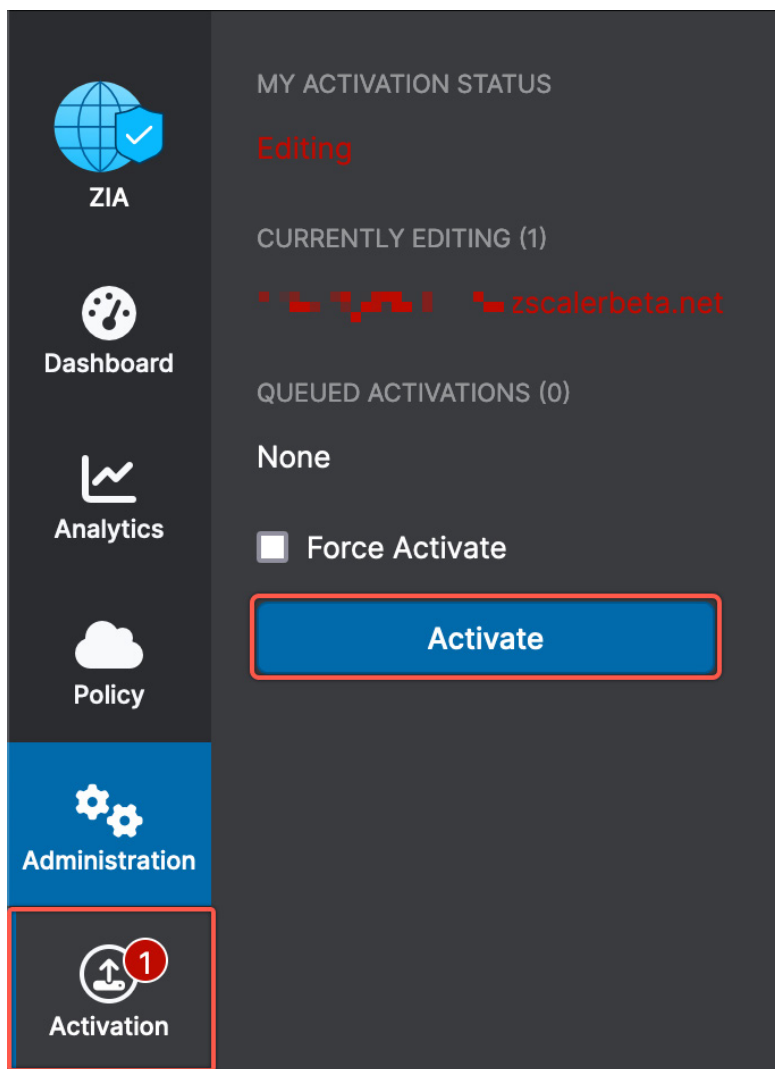 ZIA
Dashboard
Analytics
Policy
Administration
1
Activation
MY ACTIVATION STATUS
Editing
CURRENTLY EDITING (1)
zscalerbeta.net
QUEUED ACTIVATIONS (0)
None
Force Activate
Activate